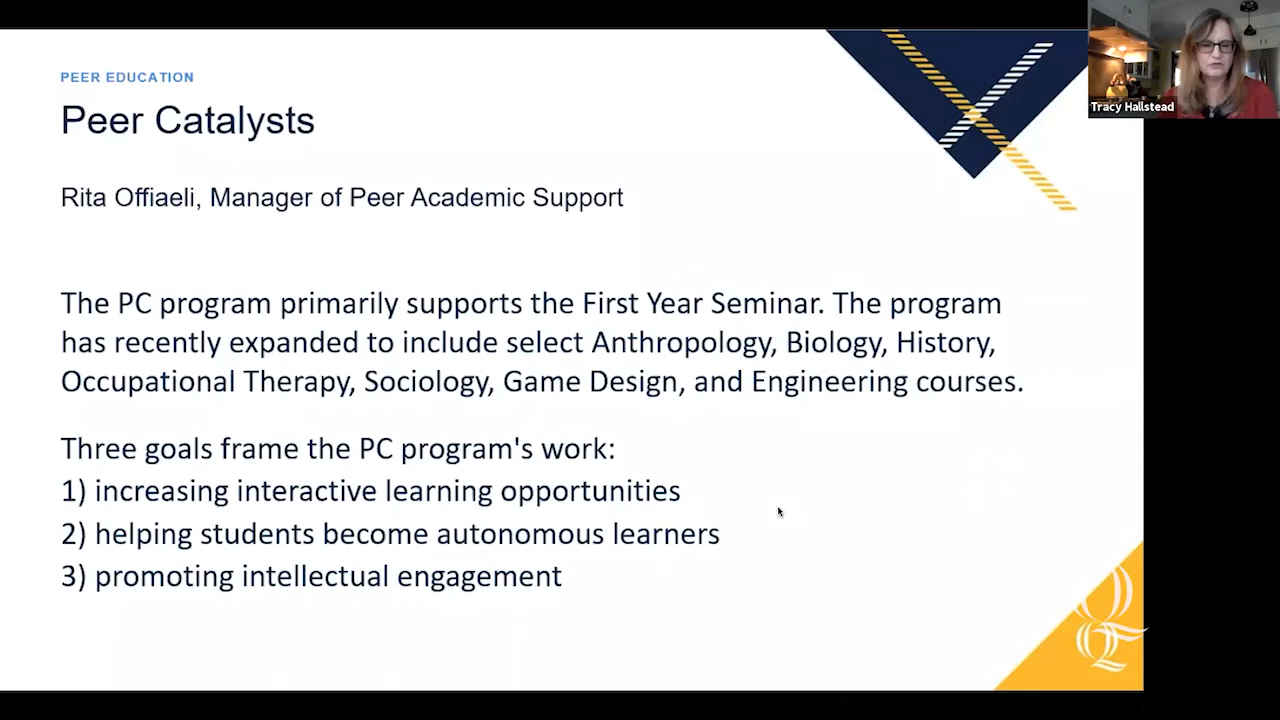 PEER EDUCATION
Peer Catalysts
Rita Offiaeli, Manager of Peer Academic Support
The PC program primarily supports the First Year Seminar. The program
has recently expanded to include select Anthropology, Biology, History,
Occupational Therapy, Sociology, Game Design, and Engineering courses.
Three goals frame the PC program's work:
1) increasing interactive learning opportunities
2) helping students become autonomous learners
3) promoting intellectual engagement
Tracy Hallstead